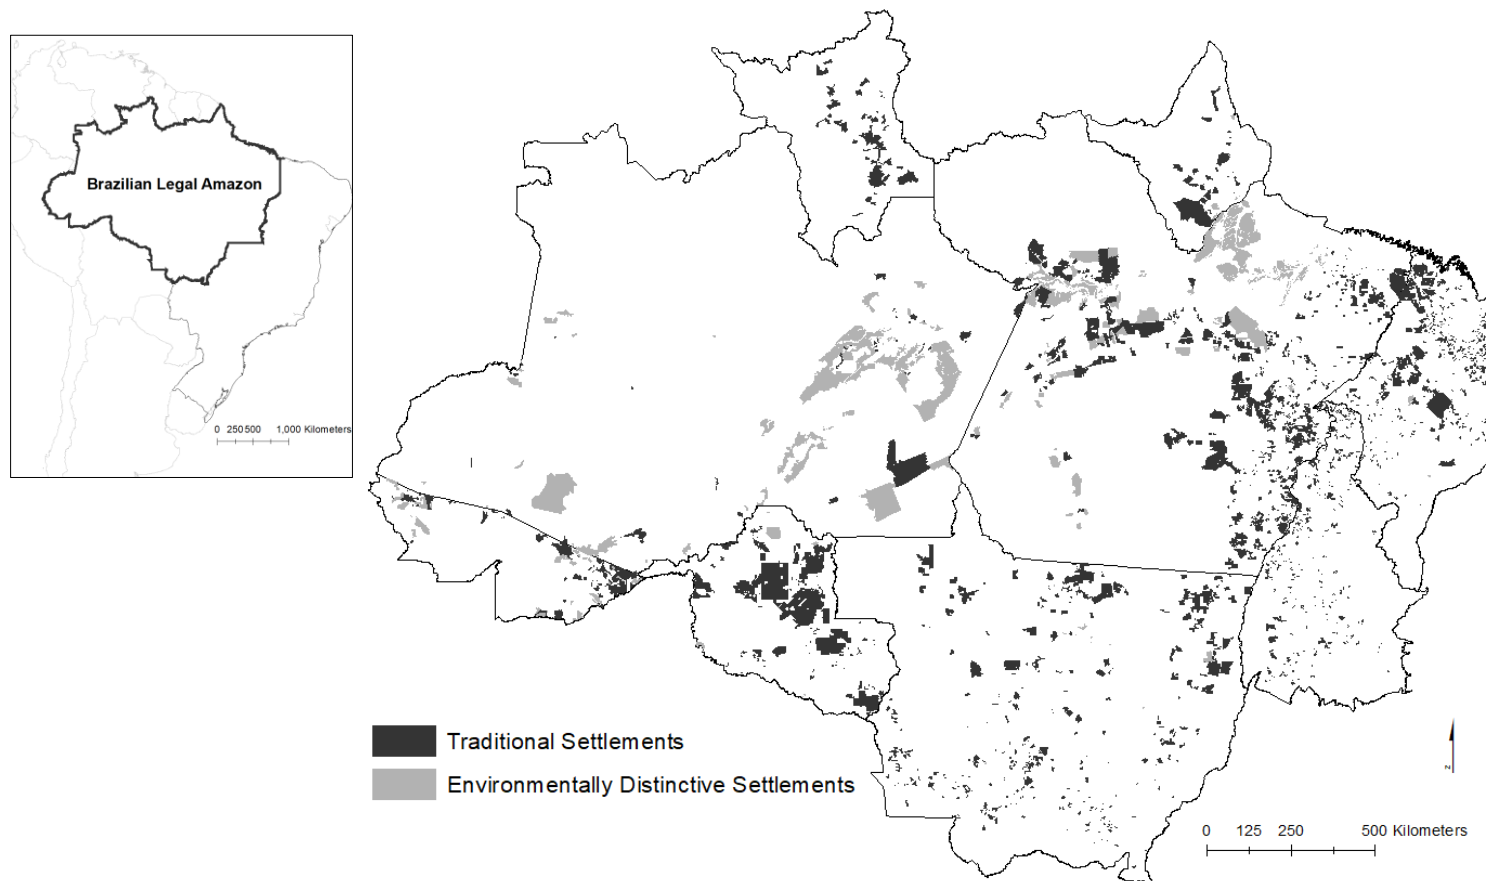 Brazilian Legal Amazon
0 250 500 1,000 Kilometers
Traditional Settlements
Environmentally Distinctive Settlements
N
0 125 250 500 Kilometers